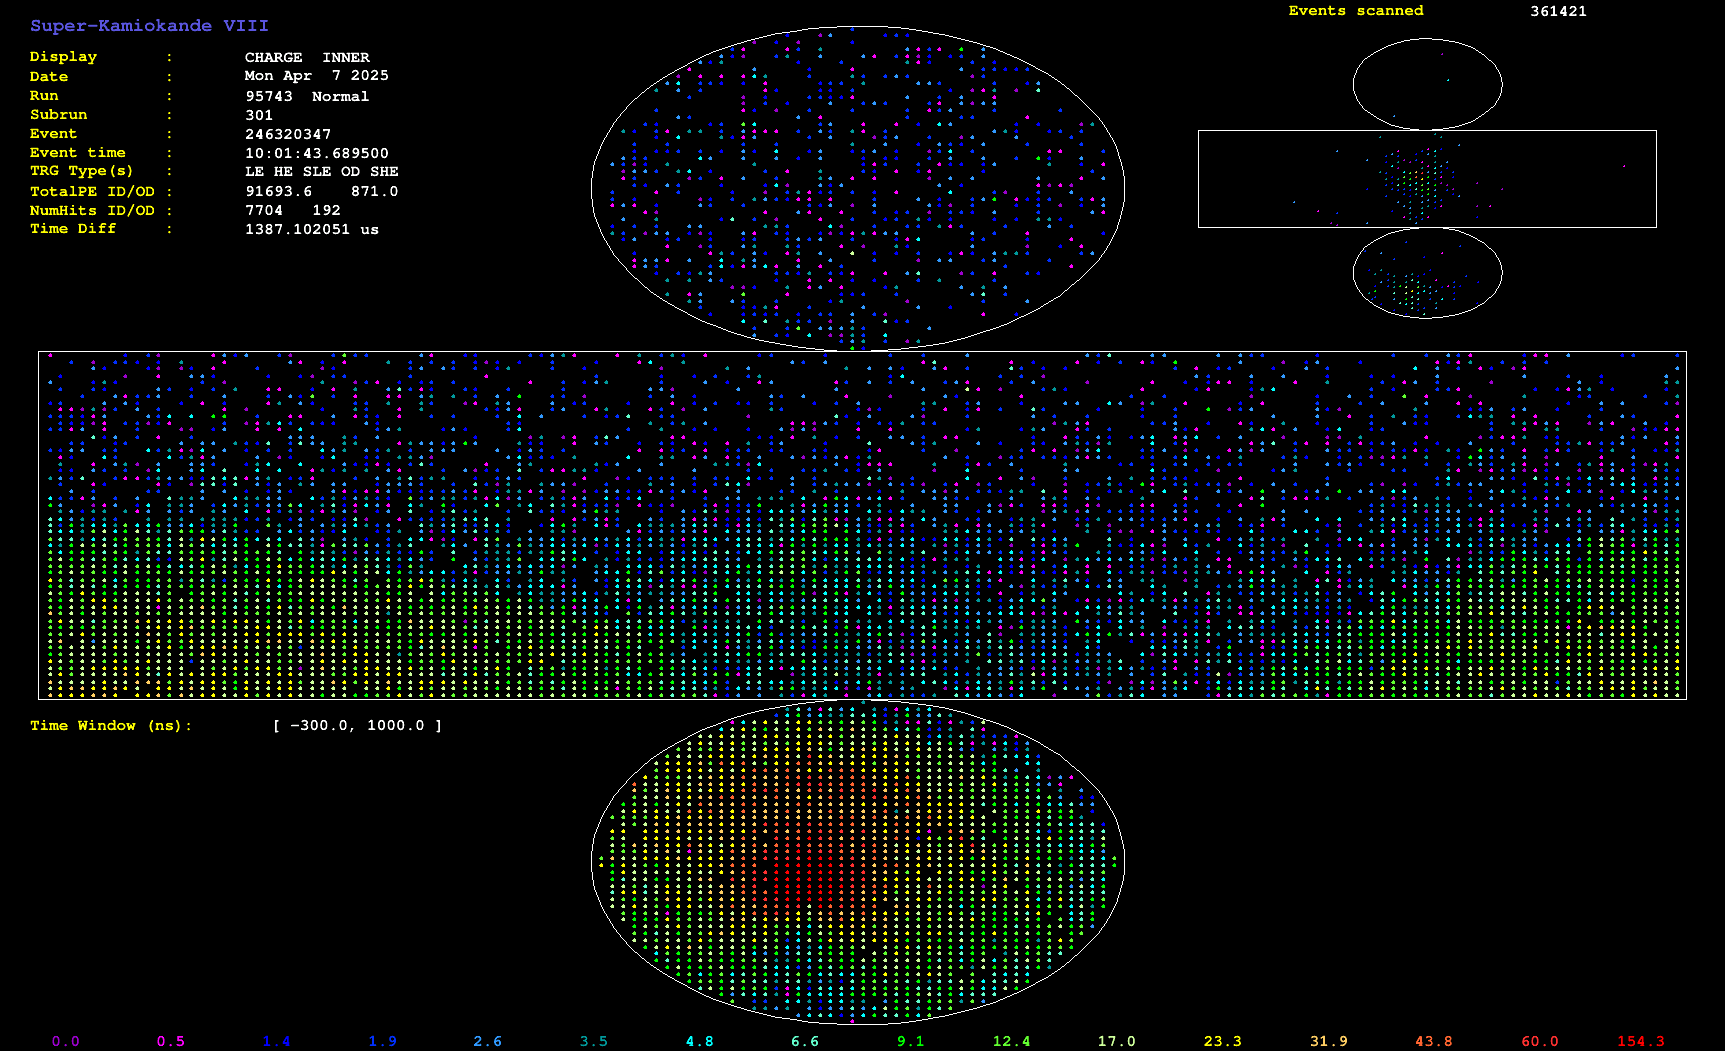 Super-Kamiokande VIII
Events scanned 361421
Display : CHARGE INNER
Date : Mon Apr 7 2025
Run : 95743 Normal
Subrun : 301
Event : 246320347
Event time : 10:01:43.689500
TRG Type(s) : LE HE SLE OD SHE
TotalPE ID/OD : 91693.6 871.0
NumHits ID/OD : 7704 192
Time Diff : 1387.102051 us
Time Window (ns): [ -300.0, 1000.0 ]
0.0 0.5 1.4 1.9 2.6 3.5 4.8 6.6 9.1 12.4 17.0 23.3 31.9 43.8 60.0 154.3